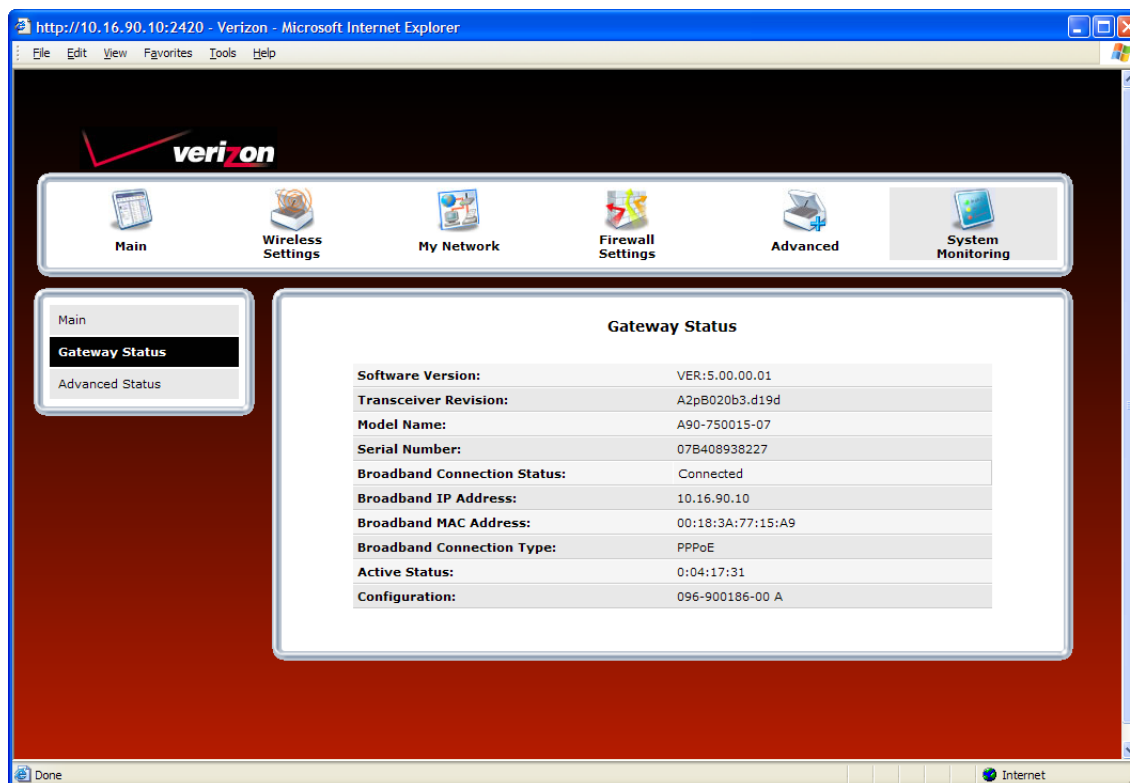 http://10.16.90.10:2420 - Verizon - Microsoft Internet Explorer
File Edit View Favorites Tools Help
verizon
Main
Wireless
Settings
My Network
Firewall
Settings
Advanced
System
Monitoring
Main
Gateway Status
Advanced Status
Gateway Status
Software Version: VER:5.00.00.01
Transceiver Revision: A2pB020b3.d19d
Model Name: A90-750015-07
Serial Number: 07B408938227
Broadband Connection Status: Connected
Broadband IP Address: 10.16.90.10
Broadband MAC Address: 00:18:3A:77:15:A9
Broadband Connection Type: PPPoE
Active Status: 0:04:17:31
Configuration: 096-900186-00 A
Done Internet